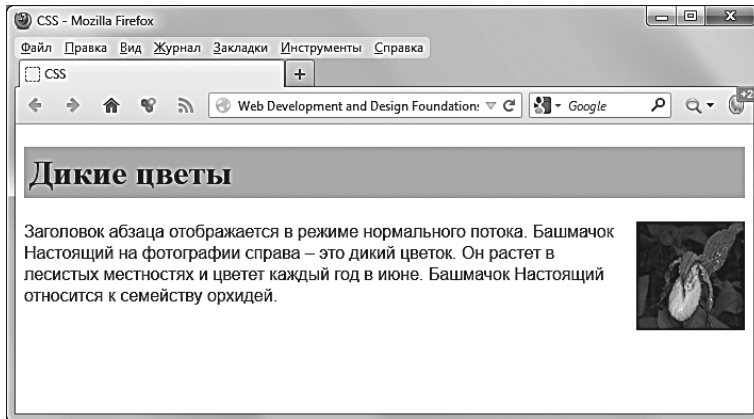 CSS - Mozilla Firefox
Файл Правка Вид Журнал Закладки Инструменты Справка
CSS
Web Development and Design Foundation: Google
+2
Дикие цветы
Заголовок абзаца отображается в режиме нормального потока. Башмачок
Настоящий на фотографии справа – это дикий цветок. Он растет в
лесистых местностях и цветет каждый год в июне. Башмачок Настоящий
относится к семейству орхидей.